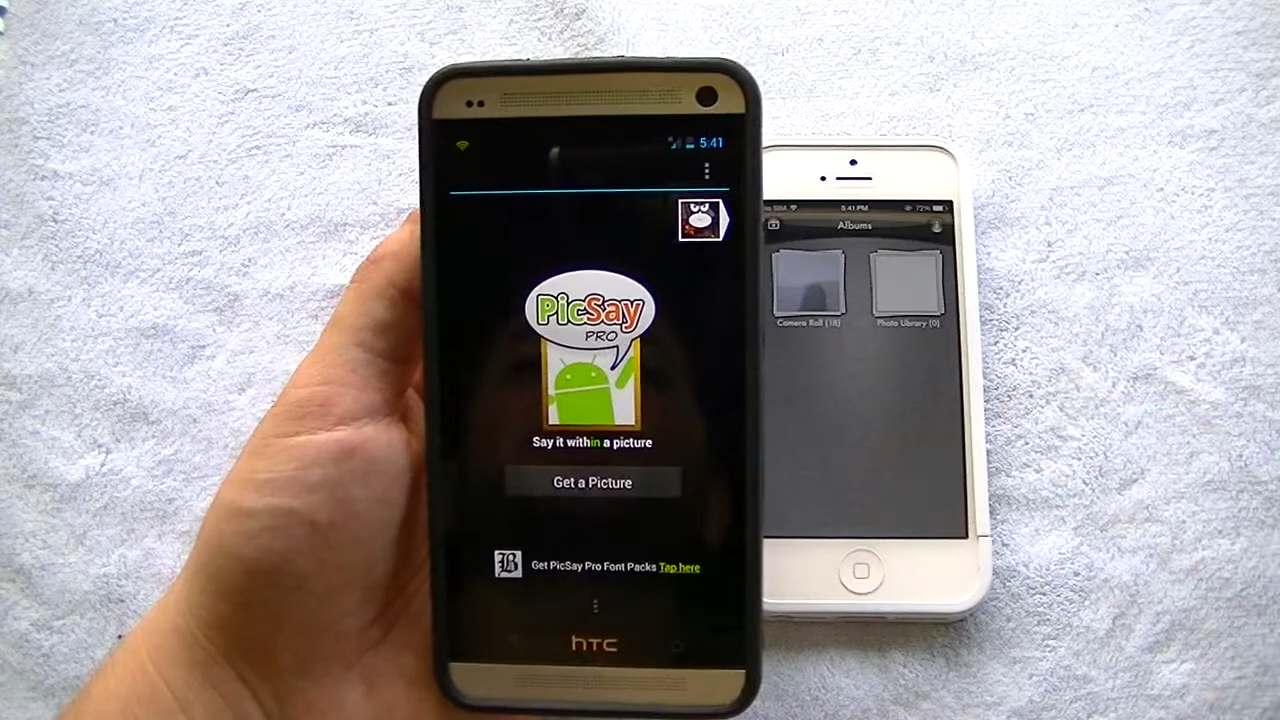 5:41
PicSay
PRO
Say it within a picture
Get a Picture
B
Get PicSay Pro Font Packs Tap here
hTC
SIM
5:41 PM
72%
Albums
Camera Roll (18)
Photo Library (0)